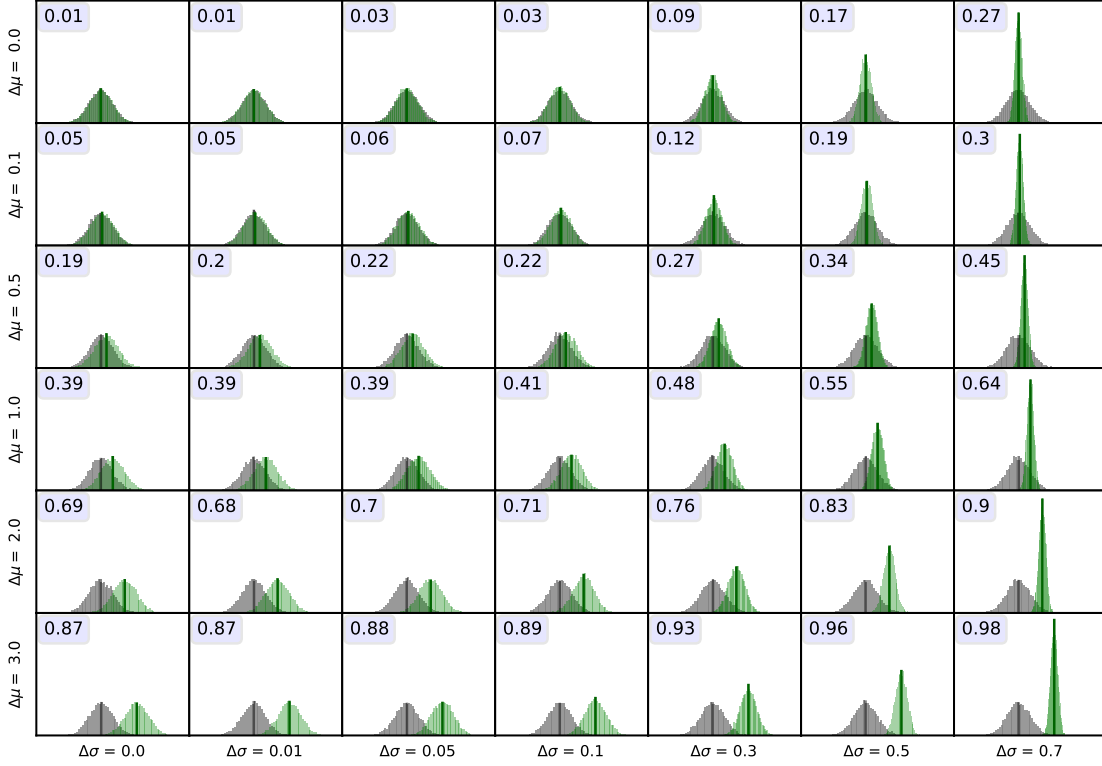 Δμ = 0.0
0.01 0.01 0.03 0.03 0.09 0.17 0.27
Δμ = 0.1
0.05 0.05 0.06 0.07 0.12 0.19 0.3
Δμ = 0.5
0.19 0.2 0.22 0.22 0.27 0.34 0.45
Δμ = 1.0
0.39 0.39 0.39 0.41 0.48 0.55 0.64
Δμ = 2.0
0.69 0.68 0.7 0.71 0.76 0.83 0.9
Δμ = 3.0
0.87 0.87 0.88 0.89 0.93 0.96 0.98
Δσ = 0.0 Δσ = 0.01 Δσ = 0.05 Δσ = 0.1 Δσ = 0.3 Δσ = 0.5 Δσ = 0.7